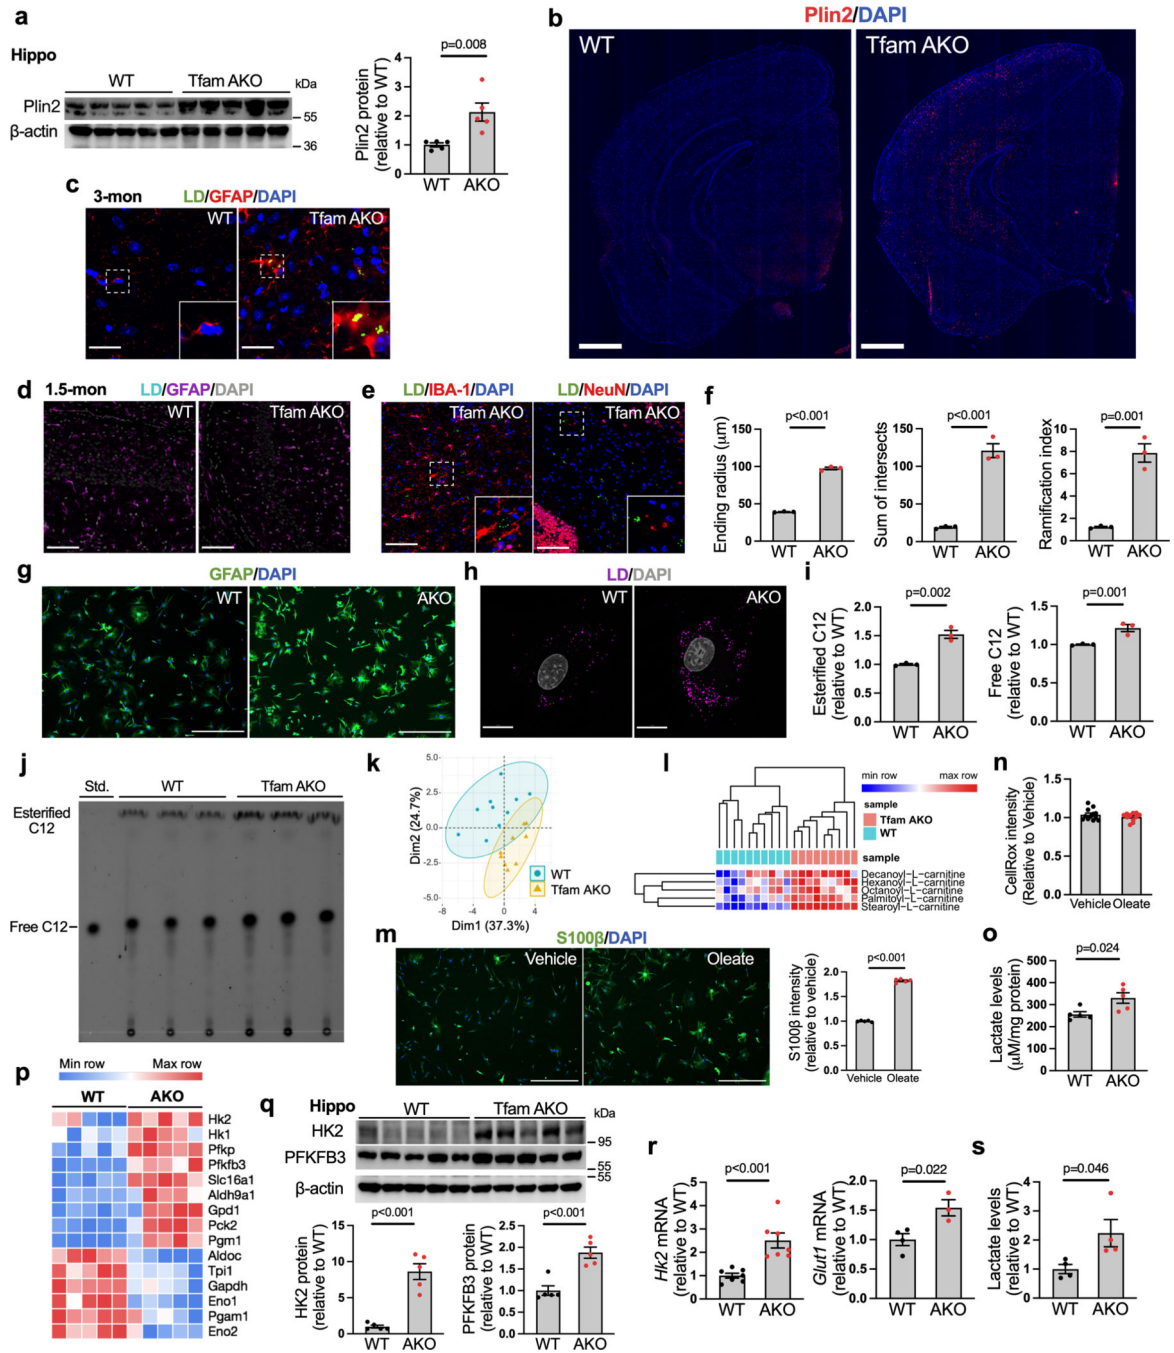 a
Hippo
WT Tfam AKO kDa
Plin2
55
β-actin
36
p=0.008
Plin2 protein
(relative to WT)
4
3
2
1
0
WT AKO
b
Plin2/DAPI
WT Tfam AKO
c
3-mon LD/GFAP/DAPI
WT Tfam AKO
d
1.5-mon LD/GFAP/DAPI
WT Tfam AKO
e
LD/IBA-1/DAPI LD/NeuN/DAPI
Tfam AKO Tfam AKO
f
p<0.001
Ending radius (μm)
150
100
50
0
WT AKO
p<0.001
Sum of intersects
150
100
50
0
WT AKO
p=0.001
Ramification index
10
8
6
4
2
0
WT AKO
g
GFAP/DAPI
WT AKO
h
LD/DAPI
WT AKO
i
p=0.002
Esterified C12
(relative to WT)
2.0
1.5
1.0
0.5
0.0
WT AKO
p=0.001
Free C12
(relative to WT)
1.5
1.0
0.5
0.0
WT AKO
j
Std. WT Tfam AKO
Esterified
C12
Free C12
k
Dim2 (24.7%)
5.0
2.5
0.0
-2.5
-5.0
-8 -4 0 4
Dim1 (37.3%)
WT
Tfam AKO
l
min row max row
sample
Tfam AKO
WT
sample
Decanoyl-L-carnitine
Hexanoyl-L-carnitine
Octanoyl-L-carnitine
Palmitoyl-L-carnitine
Stearoyl-L-carnitine
m
S100β/DAPI
Vehicle Oleate
p<0.001
S100β intensity
(relative to vehicle)
2.0
1.5
1.0
0.5
0.0
Vehicle Oleate
n
CellRox intensity
(Relative to Vehicle)
1.5
1.0
0.5
0.0
Vehicle Oleate
o
p=0.024
Lactate levels
(μM/mg protein)
500
400
300
200
100
0
WT AKO
p
Min row Max row
WT AKO
Hk2
Hk1
Pfkp
Pfkfb3
Slc16a1
Aldh9a1
Gpd1
Pck2
Pgm1
Aldoc
Tpi1
Gapdh
Eno1
Pgam1
Eno2
q
Hippo WT Tfam AKO kDa
HK2
95
PFKFB3
55
55
β-actin
p<0.001
HK2 protein
(relative to WT)
15
10
5
0
WT AKO
p<0.001
PFKFB3 protein
(relative to WT)
2.5
2.0
1.5
1.0
0.5
0.0
WT AKO
r
p<0.001
Hk2 mRNA
(relative to WT)
5
4
3
2
1
0
WT AKO
p=0.022
Glut1 mRNA
(relative to WT)
2.0
1.5
1.0
0.5
0.0
WT AKO
s
p=0.046
Lactate levels
(relative to WT)
4
3
2
1
0
WT AKO